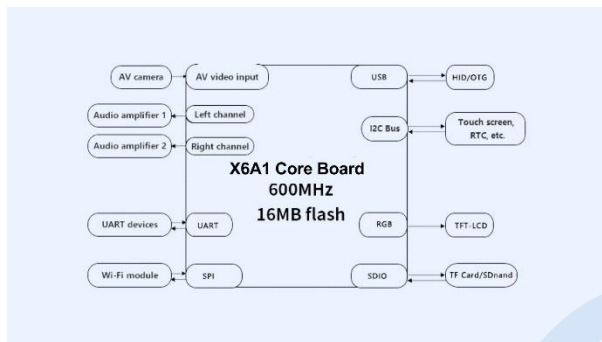 AV camera
AV video input
USB
HID/OTG
Audio amplifier 1
Left channel
I2C Bus
Touch screen,
RTC, etc.
Audio amplifier 2
Right channel
X6A1 Core Board
600MHz
16MB flash
UART devices
UART
RGB
TFT-LCD
Wi-Fi module
SPI
SDIO
TF Card/SDnand